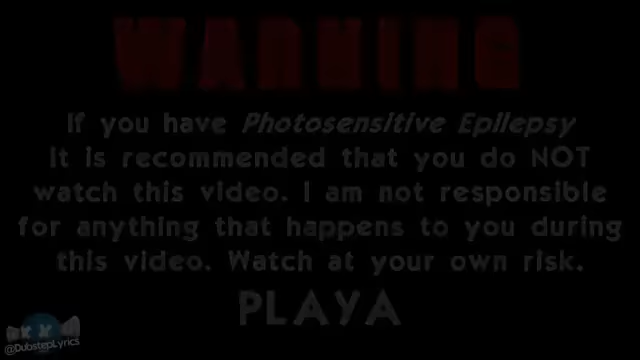 WARNING
If you have Photosensitive Epilepsy
It is recommended that you do NOT
watch this video. I am not responsible
for anything that happens to you during
this video. Watch at your own risk.
PLAYA
@DubstepLyrics